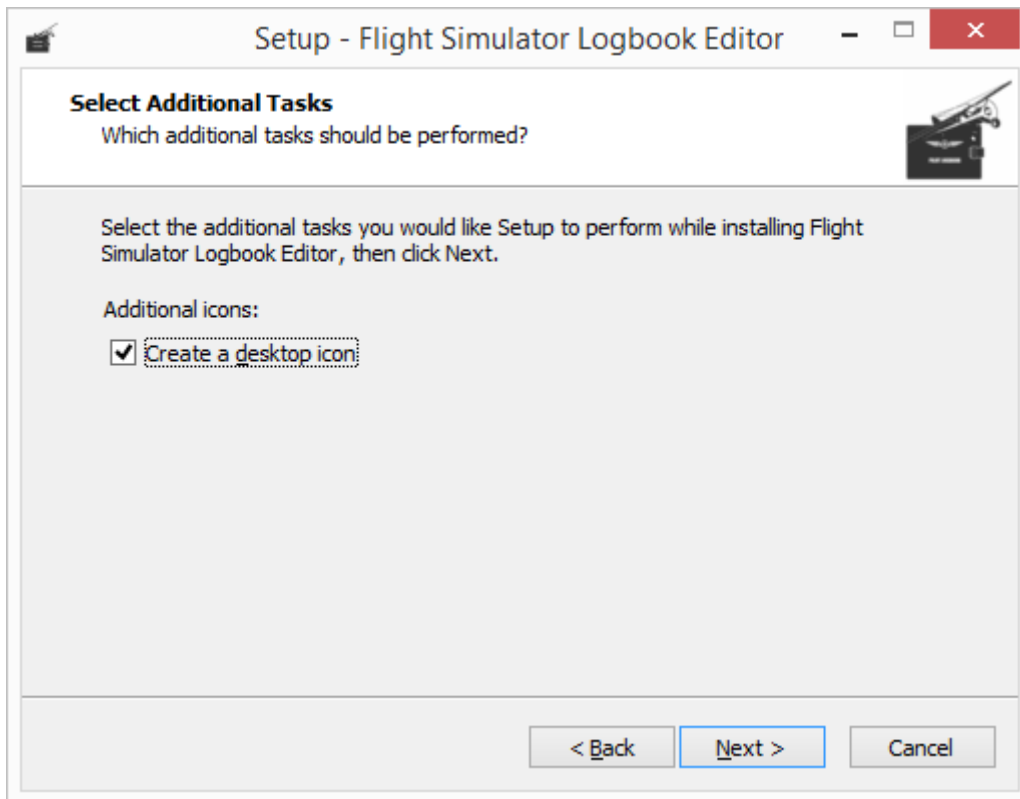 Setup - Flight Simulator Logbook Editor
Select Additional Tasks
Which additional tasks should be performed?
Select the additional tasks you would like Setup to perform while installing Flight
Simulator Logbook Editor, then click Next.
Additional icons:
Create a desktop icon
< Back
Next >
Cancel